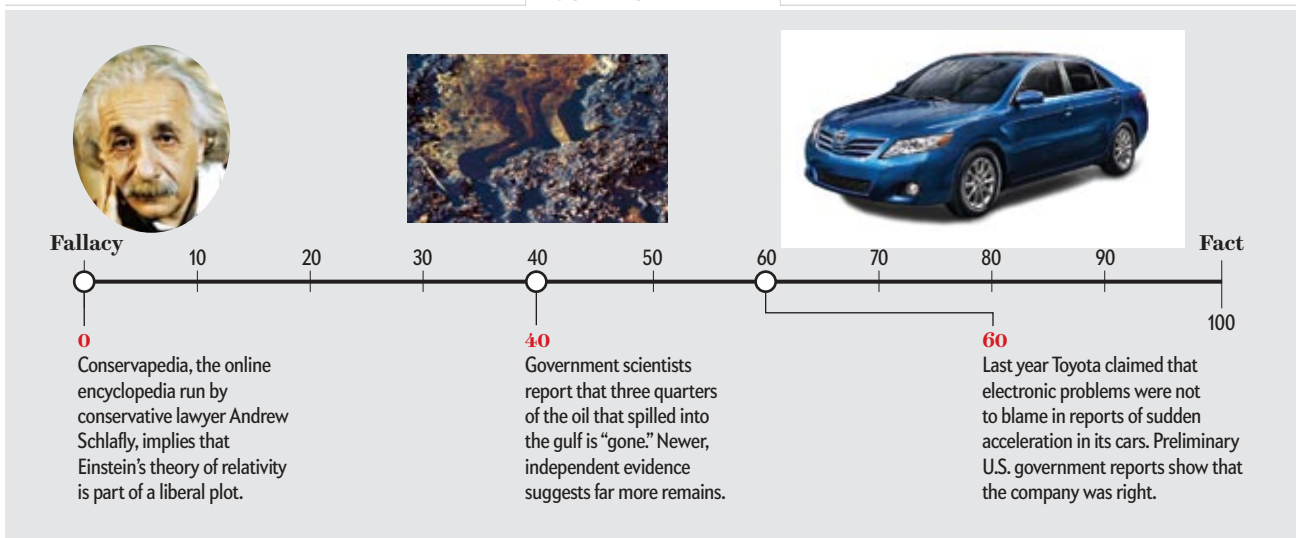 Fallacy
10
20
30
40
50
60
70
80
90
Fact
100
0
Conservapedia, the online
encyclopedia run by
conservative lawyer Andrew
Schlafly, implies that
Einstein’s theory of relativity
is part of a liberal plot.
40
Government scientists
report that three quarters
of the oil that spilled into
the gulf is “gone.” Newer,
independent evidence
suggests far more remains.
60
Last year Toyota claimed that
electronic problems were not
to blame in reports of sudden
acceleration in its cars. Preliminary
U.S. government reports show that
the company was right.